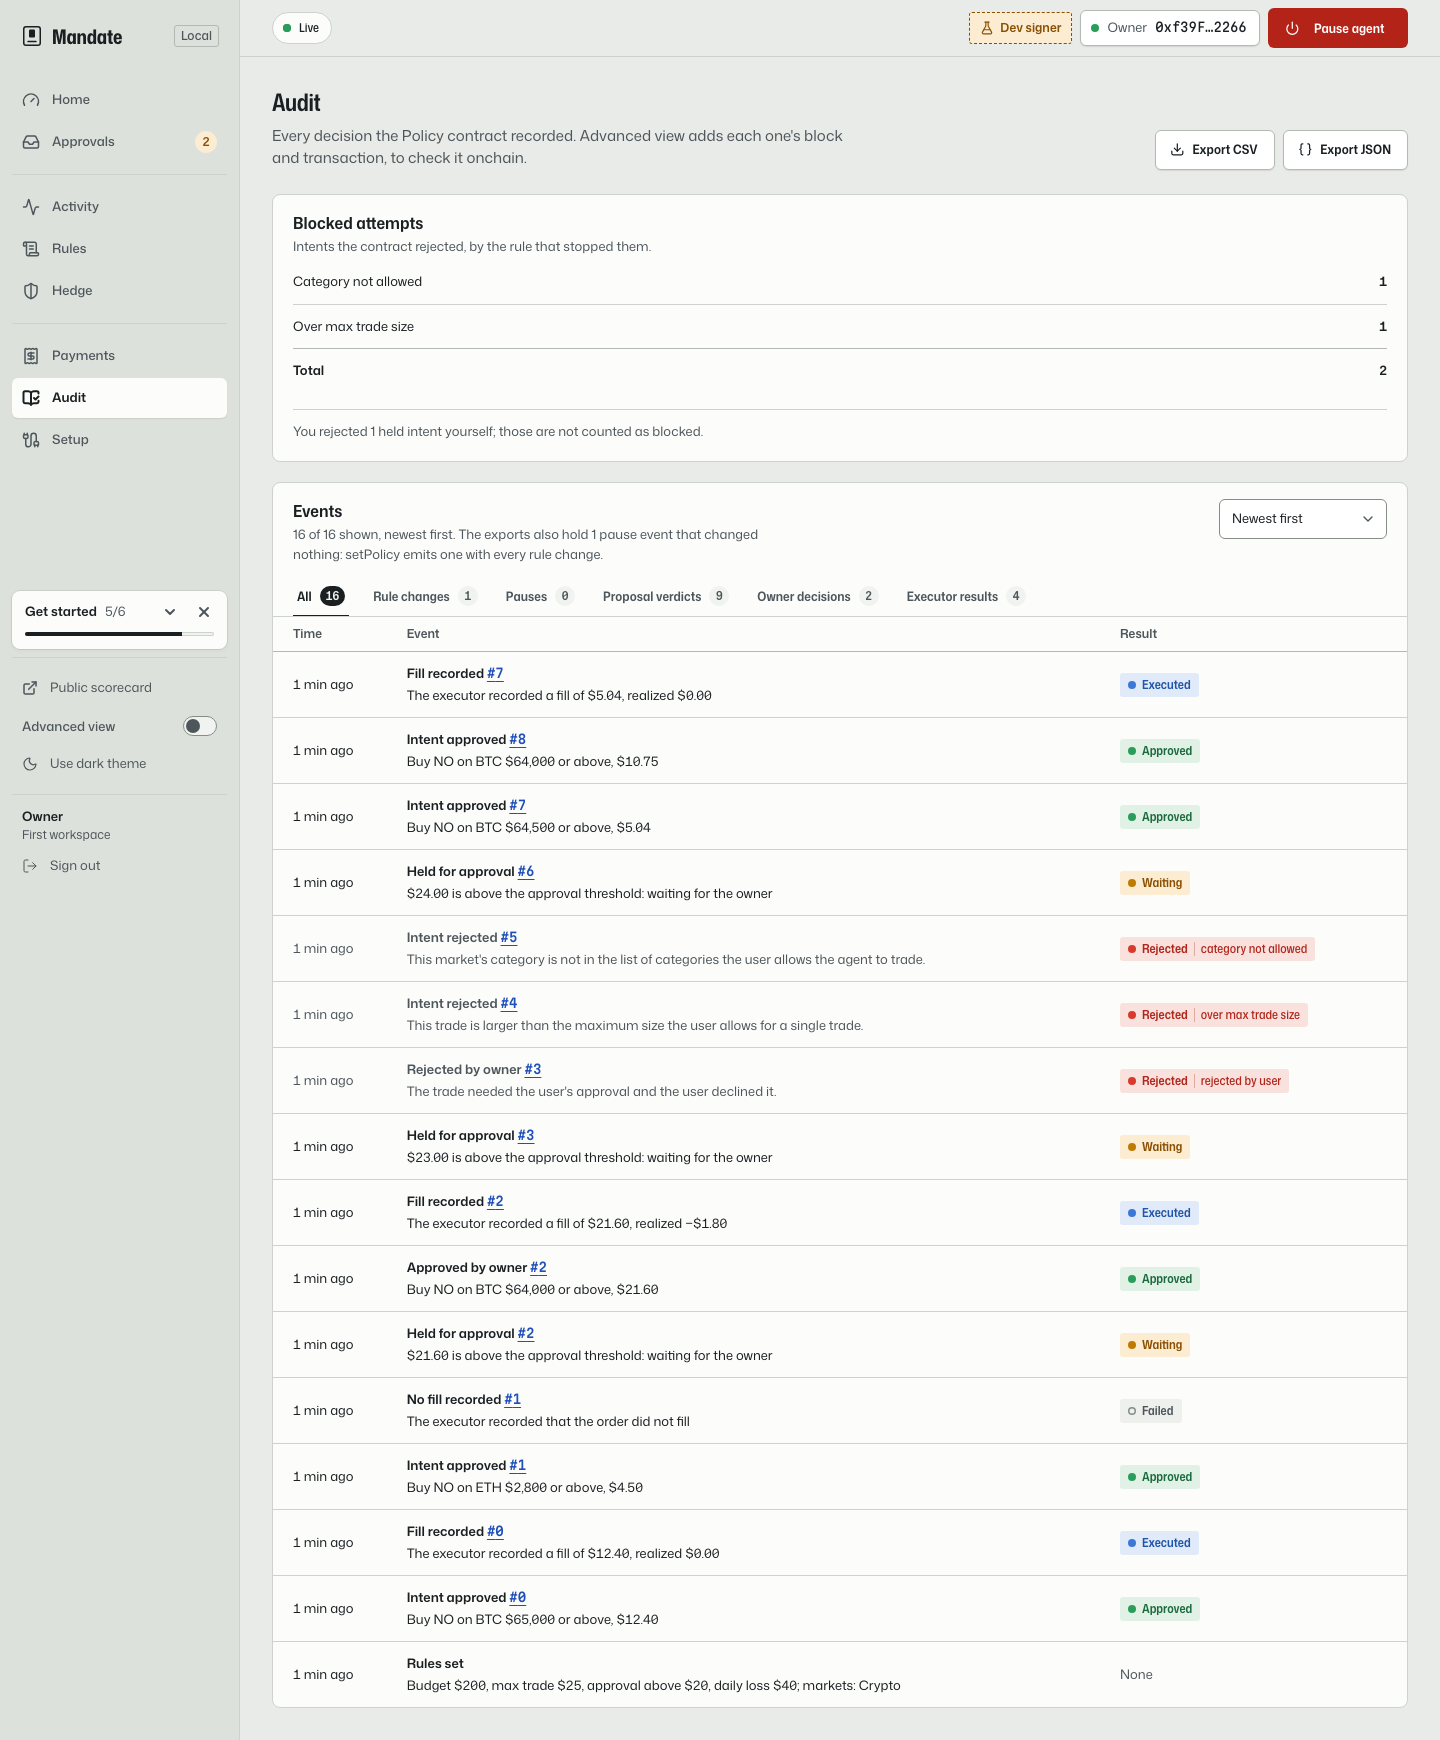 Mandate
Local
Home
Approvals 2
Activity
Rules
Hedge
Payments
Audit
Setup
Get started 5/6
Public scorecard
Advanced view
Use dark theme
Owner
First workspace
Sign out
Live
Dev signer
Owner 0xf39F…2266
Pause agent
Audit
Every decision the Policy contract recorded. Advanced view adds each one's block
and transaction, to check it onchain.
Export CSV
Export JSON
Blocked attempts
Intents the contract rejected, by the rule that stopped them.
Category not allowed 1
Over max trade size 1
Total 2
You rejected 1 held intent yourself; those are not counted as blocked.
Events
16 of 16 shown, newest first. The exports also hold 1 pause event that changed
nothing: setPolicy emits one with every rule change.
Newest first
All 16 Rule changes 1 Pauses 0 Proposal verdicts 9 Owner decisions 2 Executor results 4
Time Event Result
Fill recorded #7
1 min ago
The executor recorded a fill of $5.04, realized $0.00
Executed
Intent approved #8
1 min ago
Buy NO on BTC $64,000 or above, $10.75
Approved
Intent approved #7
1 min ago
Buy NO on BTC $64,500 or above, $5.04
Approved
Held for approval #6
1 min ago
$24.00 is above the approval threshold: waiting for the owner
Waiting
Intent rejected #5
1 min ago
This market's category is not in the list of categories the user allows the agent to trade.
Rejected category not allowed
Intent rejected #4
1 min ago
This trade is larger than the maximum size the user allows for a single trade.
Rejected over max trade size
Rejected by owner #3
1 min ago
The trade needed the user's approval and the user declined it.
Rejected rejected by user
Held for approval #3
1 min ago
$23.00 is above the approval threshold: waiting for the owner
Waiting
Fill recorded #2
1 min ago
The executor recorded a fill of $21.60, realized −$1.80
Executed
Approved by owner #2
1 min ago
Buy NO on BTC $64,000 or above, $21.60
Approved
Held for approval #2
1 min ago
$21.60 is above the approval threshold: waiting for the owner
Waiting
No fill recorded #1
1 min ago
The executor recorded that the order did not fill
Failed
Intent approved #1
1 min ago
Buy NO on ETH $2,800 or above, $4.50
Approved
Fill recorded #0
1 min ago
The executor recorded a fill of $12.40, realized $0.00
Executed
Intent approved #0
1 min ago
Buy NO on BTC $65,000 or above, $12.40
Approved
Rules set
1 min ago
Budget $200, max trade $25, approval above $20, daily loss $40; markets: Crypto
None